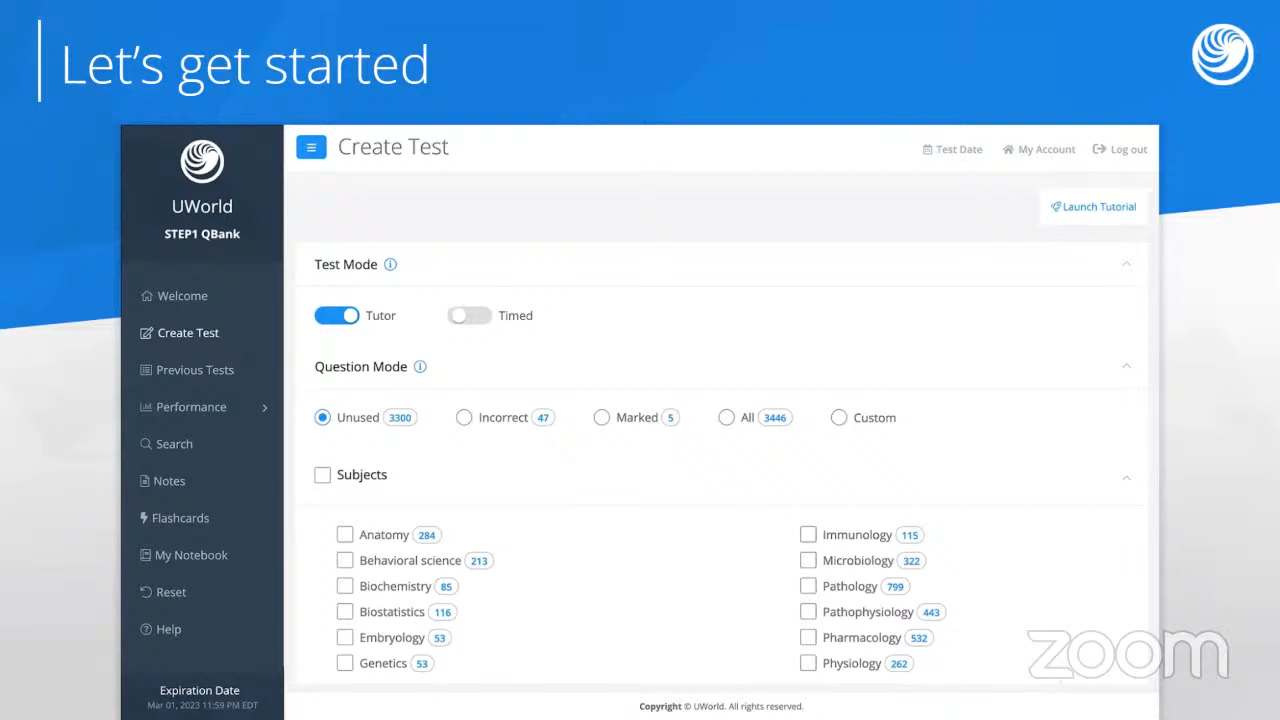 Let's get started
UWorld
STEP1 QBank
Welcome
Create Test
Previous Tests
Performance
Search
Notes
Flashcards
My Notebook
Reset
Help
Expiration Date
Mar 01, 2023 11:59 PM EDT
Create Test
Test Date My Account Log out
Launch Tutorial
Test Mode
Tutor Timed
Question Mode
Unused 3300 Incorrect 47 Marked 5 All 3446 Custom
Subjects
Anatomy 284 Immunology 115
Behavioral science 213 Microbiology 322
Biochemistry 85 Pathology 799
Biostatistics 116 Pathophysiology 443
Embryology 53 Pharmacology 532
Genetics 53 Physiology 262
Copyright © UWorld. All rights reserved.
zoom